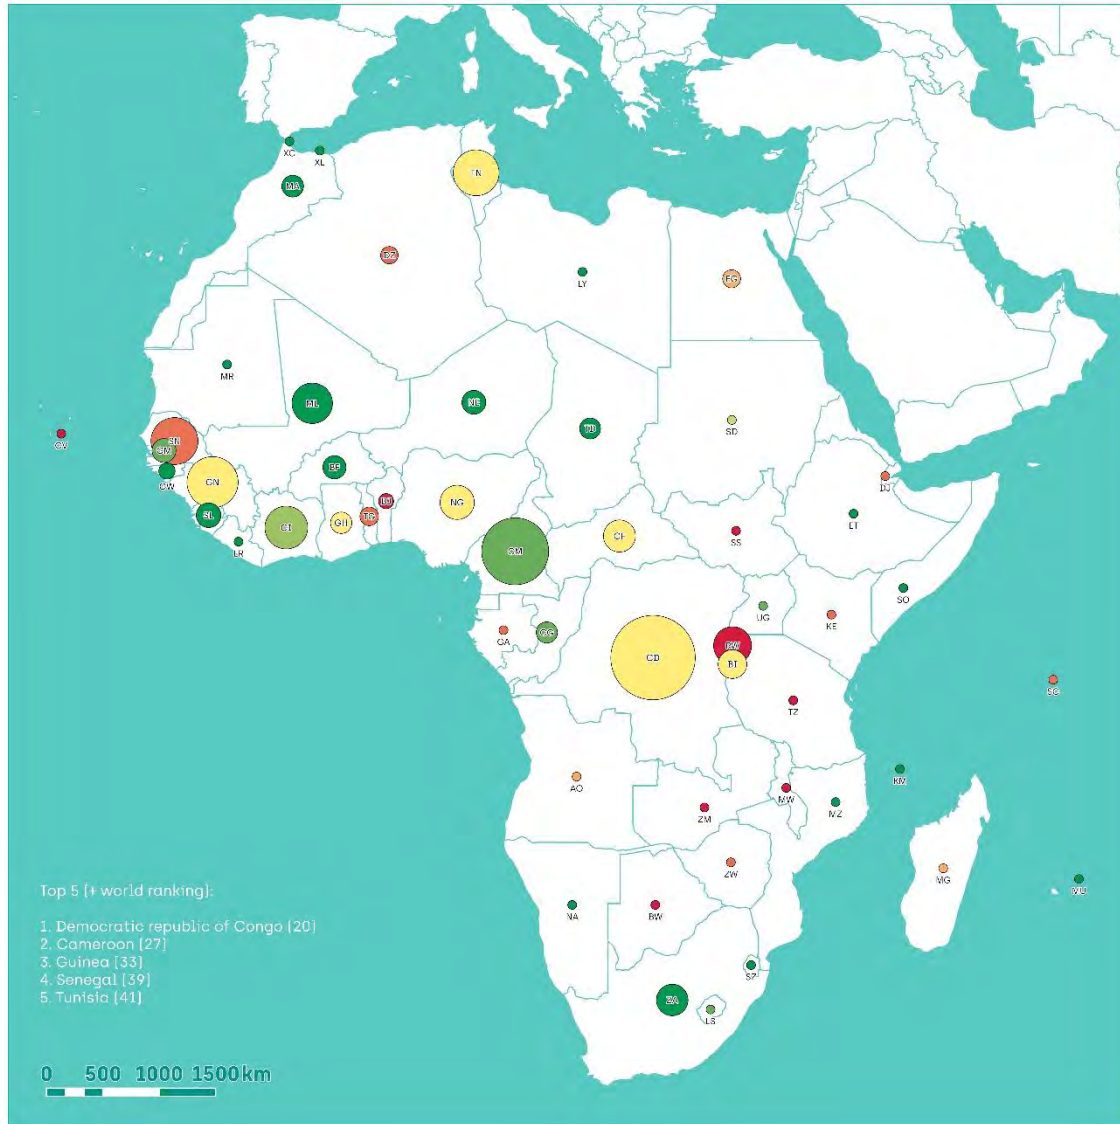 XC
XL
MA
TN
DZ
LY
EG
MR
ML
NE
TD
SD
CV
SN
GM
GW
GN
SL
LR
CI
BF
GH
TG
BJ
NG
CM
CF
SS
DJ
ET
SO
UG
KE
GA
CG
CD
RW
BI
TZ
SC
AO
ZM
MW
MZ
KM
ZW
MG
MU
NA
BW
SZ
ZA
LS
Top 5 (+ world ranking):
1. Democratic republic of Congo (20)
2. Cameroon (27)
3. Guinea (33)
4. Senegal (39)
5. Tunisia (41)
0 500 1000 1500km